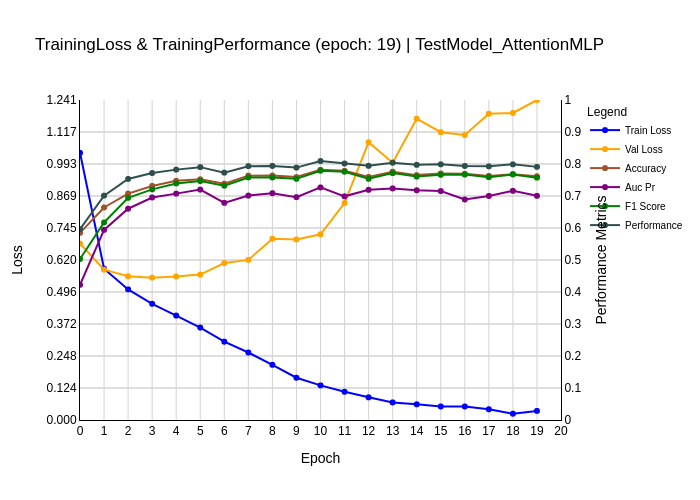 TrainingLoss & TrainingPerformance (epoch: 19) | TestModel_AttentionMLP
1.241
1.117
0.993
0.869
0.745
0.620
0.496
0.372
0.248
0.124
0.000
Loss
0 1 2 3 4 5 6 7 8 9 10 11 12 13 14 15 16 17 18 19 20
Epoch
1
0.9
0.8
0.7
0.6
0.5
0.4
0.3
0.2
0.1
0
Performance Metrics
Legend
Train Loss
Val Loss
Accuracy
Auc Pr
F1 Score
Performance